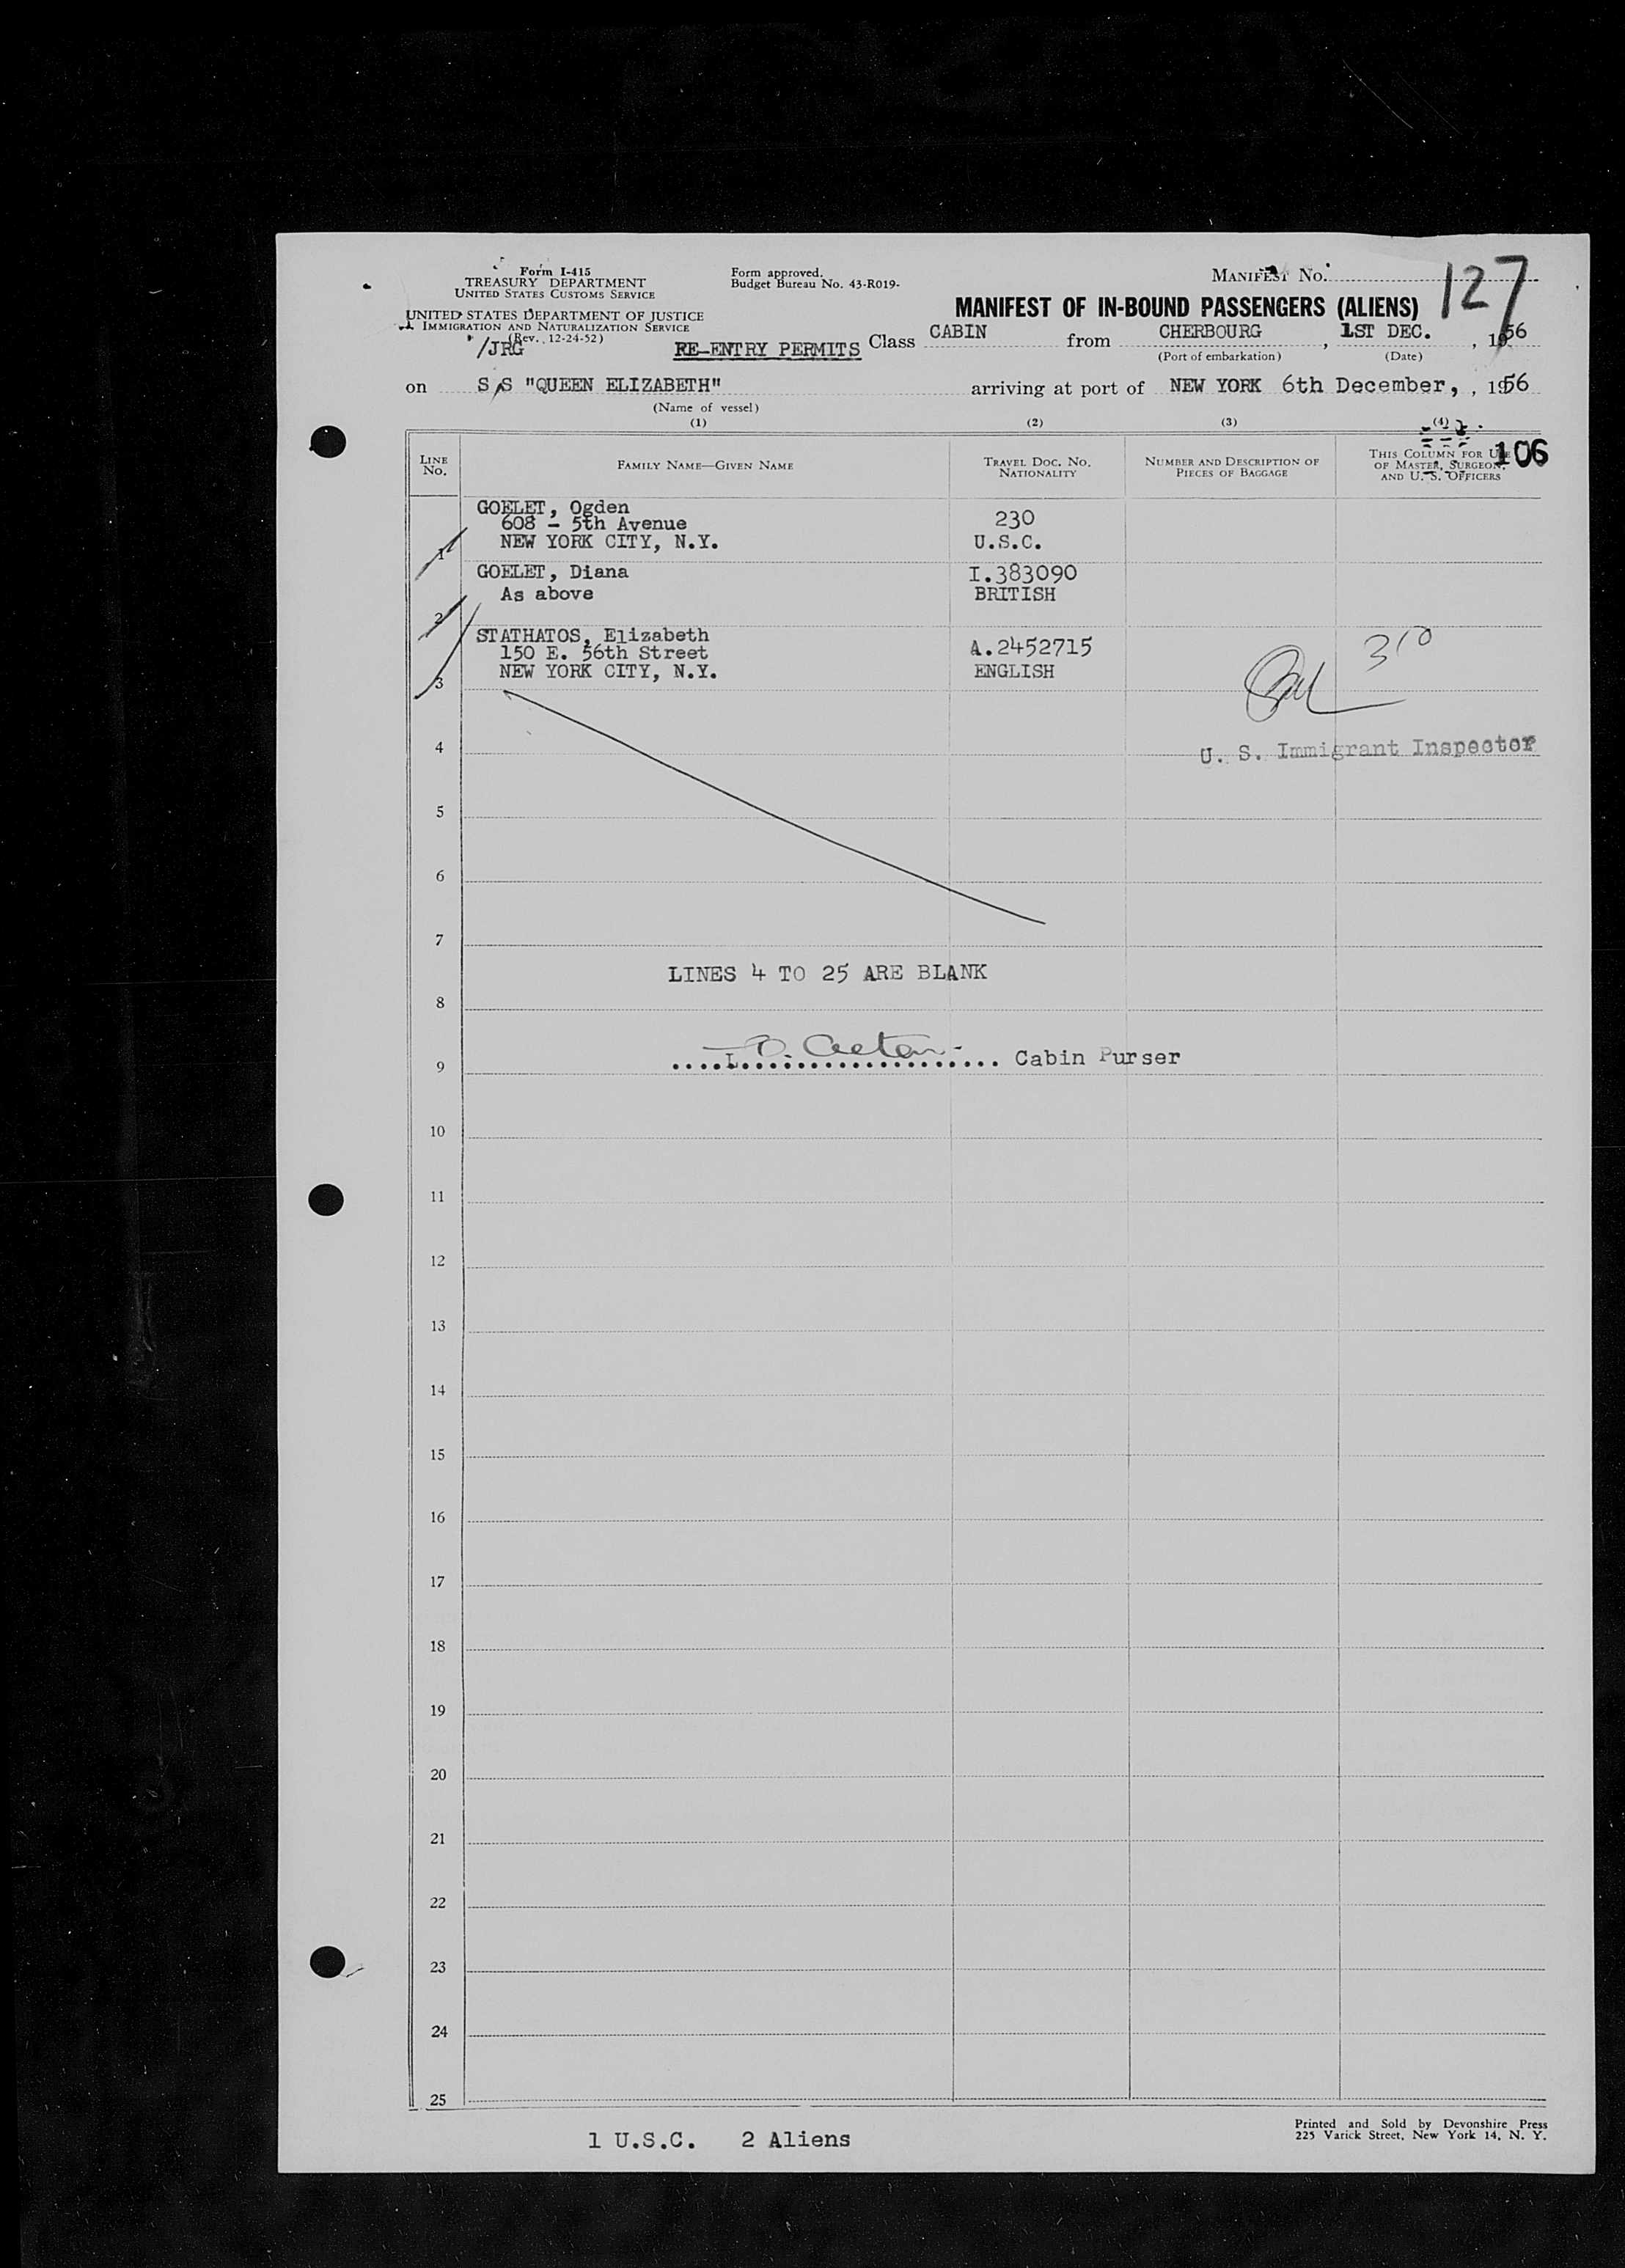 Form I-415
TREASURY DEPARTMENT
UNITED STATES CUSTOMS SERVICE
UNITED STATES DEPARTMENT OF JUSTICE
IMMIGRATION AND NATURALIZATION SERVICE
(Rev. 12-24-52)
/JRG
Form approved.
Budget Bureau No. 43-R019-
MANIFEST No.
127
MANIFEST OF IN-BOUND PASSENGERS (ALIENS)
RE-ENTRY PERMITS Class CABIN from CHERBOURG, 1ST DEC., 1956
(Port of embarkation) (Date)
on S/S "QUEEN ELIZABETH" arriving at port of NEW YORK 6th December, , 1956
(Name of vessel)
(1) (2) (3) (4)
106
LINE No. FAMILY NAME—GIVEN NAME TRAVEL DOC. No. NATIONALITY NUMBER AND DESCRIPTION OF PIECES OF BAGGAGE THIS COLUMN FOR USE OF MASTER, SURGEON, AND U. S. OFFICERS
GOELET, Ogden
608 - 5th Avenue 230
1 NEW YORK CITY, N.Y. U.S.C.
GOELET, Diana I.383090
As above BRITISH
2
STATHATOS, Elizabeth
150 E. 56th Street A.2452715 310
NEW YORK CITY, N.Y. ENGLISH
3
4 U. S. Immigrant Inspector
5
6
7
LINES 4 TO 25 ARE BLANK
8
9 Cabin Purser
10
11
12
13
14
15
16
17
18
19
20
21
22
23
24
25
1 U.S.C. 2 Aliens
Printed and Sold by Devonshire Press
225 Varick Street, New York 14, N. Y.